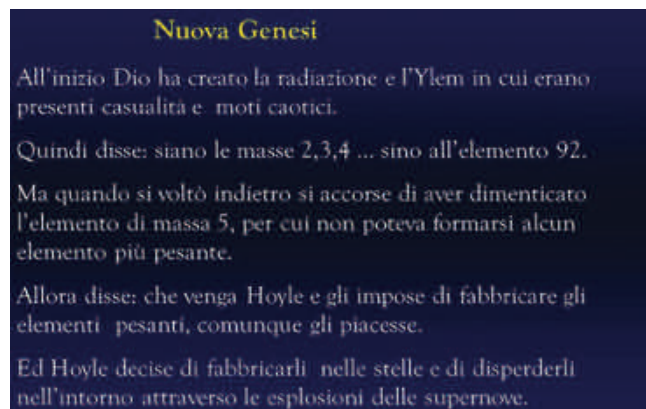 Nuova Genesi
All'inizio Dio ha creato la radiazione e l'Ylem in cui erano
presenti casualità e moti caotici.
Quindi disse: siano le masse 2,3,4 ... sino all'elemento 92.
Ma quando si voltò indietro si accorse di aver dimenticato
l'elemento di massa 5, per cui non poteva formarsi alcun
elemento più pesante.
Allora disse: che venga Hoyle e gli impose di fabbricare gli
elementi pesanti, comunque gli piacesse.
Ed Hoyle decise di fabbricarli nelle stelle e di disperderli
nell'intorno attraverso le esplosioni delle supernove.